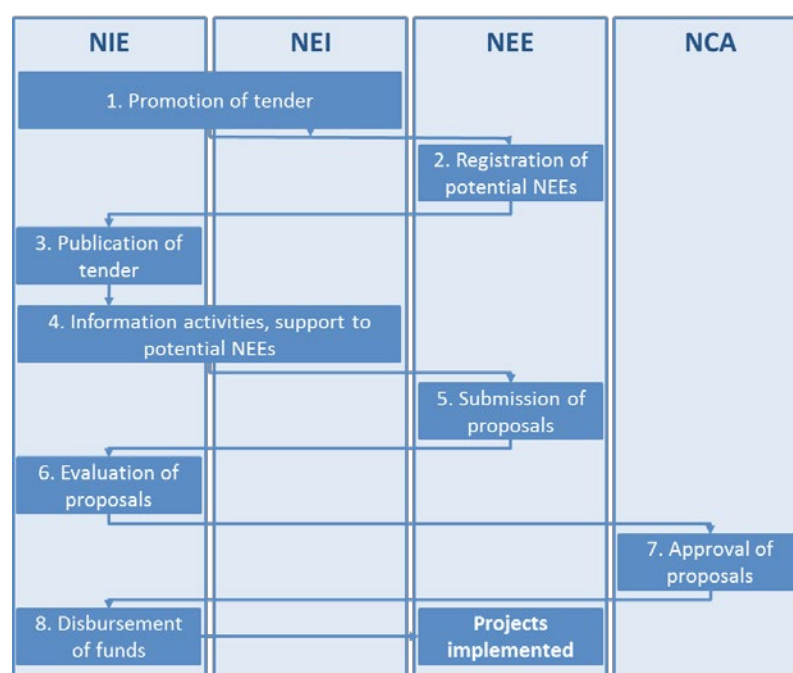 NIE
NEI
NEE
NCA
1. Promotion of tender
2. Registration of
potential NEEs
3. Publication of
tender
4. Information activities, support to
potential NEEs
5. Submission of
proposals
6. Evaluation of
proposals
7. Approval of
proposals
8. Disbursement
of funds
Projects
implemented